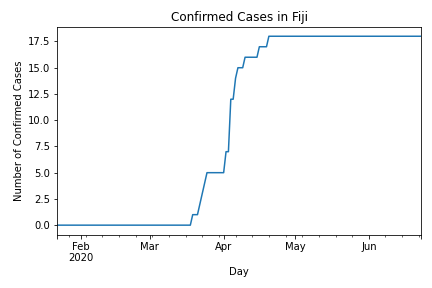 Confirmed Cases in Fiji
Number of Confirmed Cases
17.5
15.0
12.5
10.0
7.5
5.0
2.5
0.0
Feb Mar Apr May Jun
2020
Day